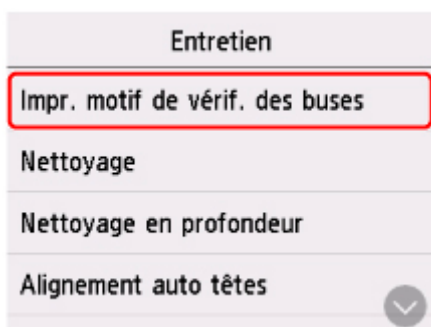 Entretien
Impr. motif de vérif. des buses
Nettoyage
Nettoyage en profondeur
Alignement auto têtes